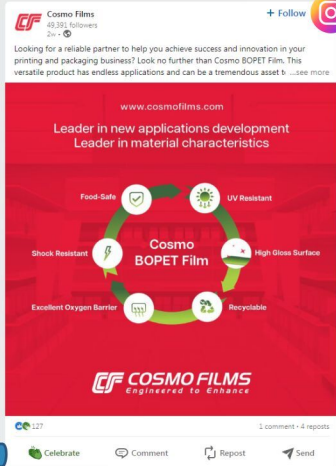 Cosmo Films
49,391 followers
2w •
+ Follow
Looking for a reliable partner to help you achieve success and innovation in your
printing and packaging business? Look no further than Cosmo BOPET Film. This
versatile product has endless applications and can be a tremendous asset t ...see more
www.cosmofilms.com
Leader in new applications development
Leader in material characteristics
Food-Safe
UV Resistant
Shock Resistant
Cosmo
BOPET Film
High Gloss Surface
Excellent Oxygen Barrier
Recyclable
CF COSMO FILMS
Engineered to Enhance
127
1 comment • 4 reposts
Celebrate
Comment
Repost
Send